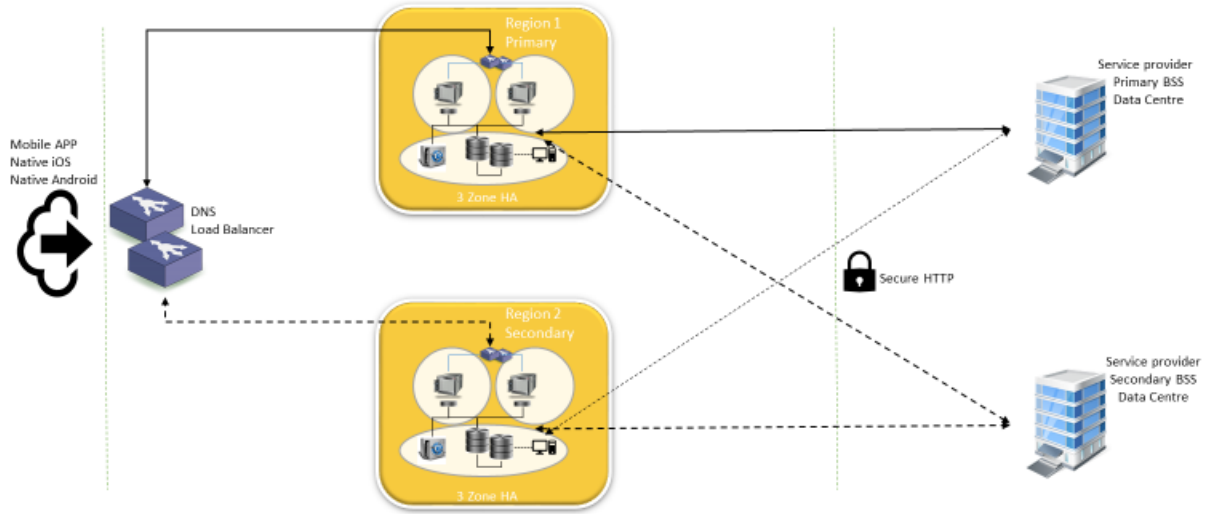 Mobile APP
Native iOS
Native Android
DNS
Load Balancer
Region 1
Primary
3 Zone HA
Region 2
Secondary
3 Zone HA
Service provider
Primary BSS
Data Centre
Secure HTTP
Service provider
Secondary BSS
Data Centre